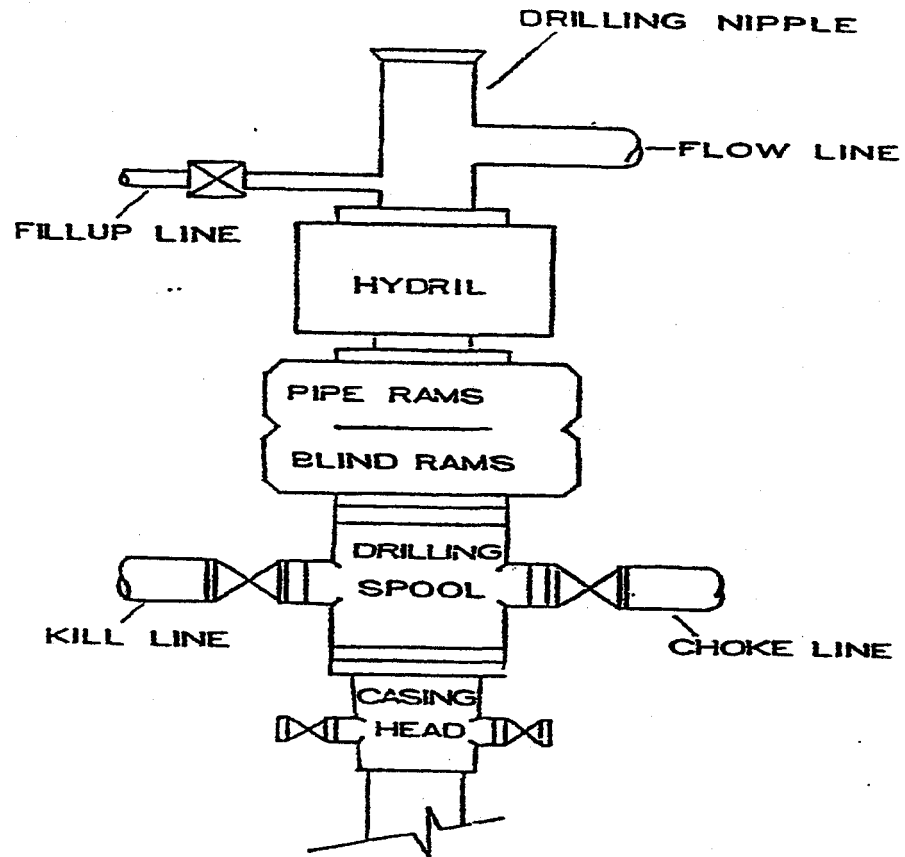 DRILLING NIPPLE
FLOW LINE
FILLUP LINE
HYDRIL
PIPE RAMS
BLIND RAMS
DRILLING
SPOOL
KILL LINE
CHOKE LINE
CASING
HEAD